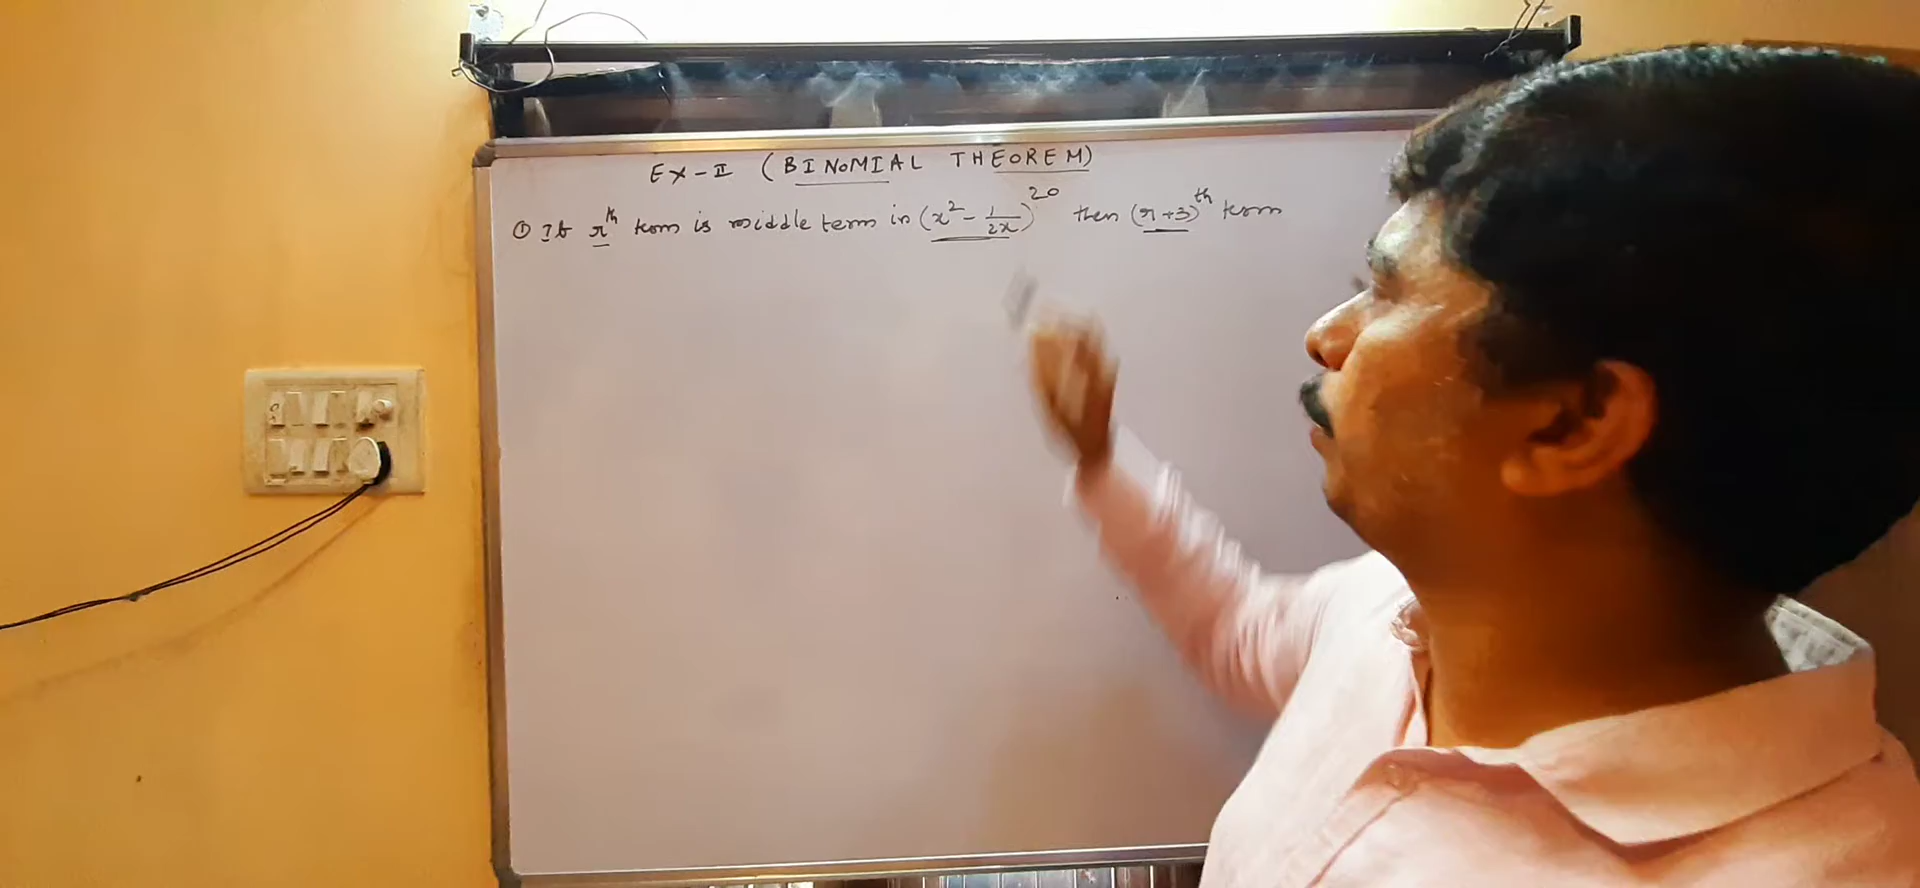 EX-II (BINOMIAL THEOREM)
① If rᵗʰ term is middle term in (x² - 1/2x)²⁰ then (r+3)ᵗʰ term